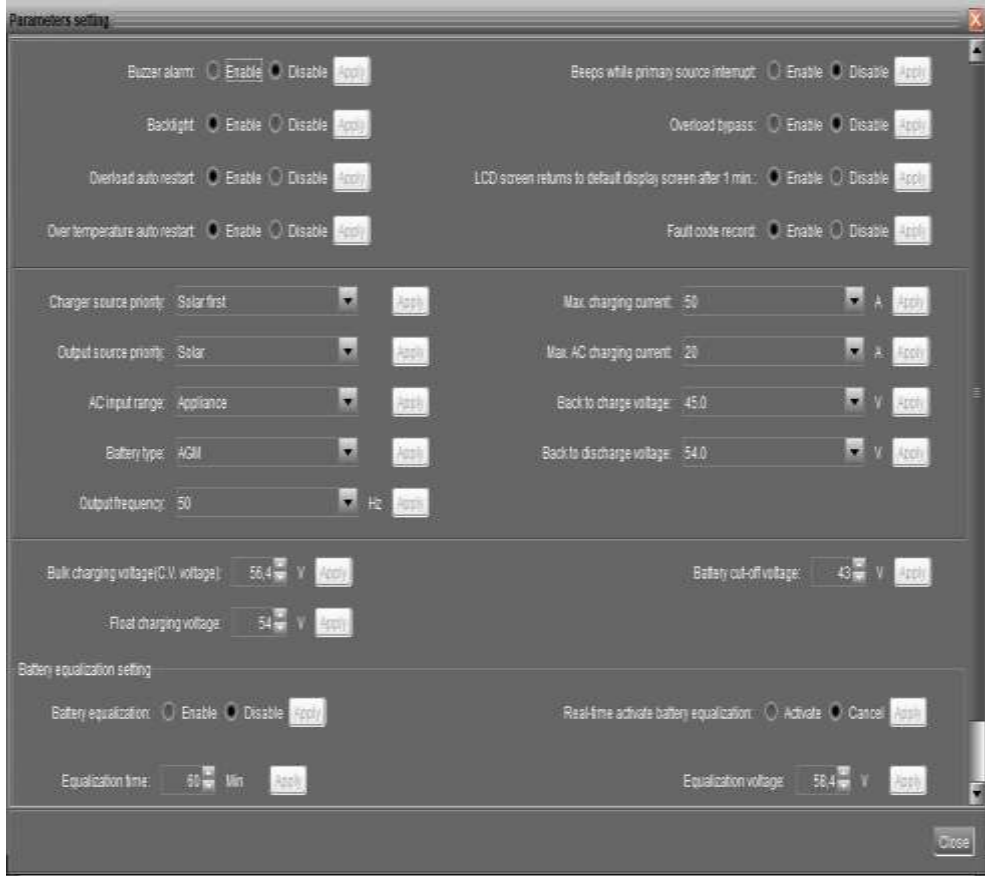 Parameters setting
X
Buzzer alarm: Enable Disable Apply
Beeps while primary source interrupt: Enable Disable Apply
Backlight: Enable Disable Apply
Overload bypass: Enable Disable Apply
Overload auto restart: Enable Disable Apply
LCD screen returns to default display screen after 1 min.: Enable Disable Apply
Over temperature auto restart: Enable Disable Apply
Fault code record: Enable Disable Apply
Charger source priority: Solar first Apply
Max. charging current: 50 A Apply
Output source priority: Solar Apply
Max. AC charging current: 20 A Apply
AC input range: Appliance Apply
Back to charge voltage: 45.0 V Apply
Battery type: AGM Apply
Back to discharge voltage: 54.0 V Apply
Output frequency: 50 Hz Apply
Bulk charging voltage(C.V. voltage): 56,4 V Apply
Battery cut-off voltage: 43 V Apply
Float charging voltage: 54 V Apply
Battery equalization setting
Battery equalization: Enable Disable Apply
Real-time activate battery equalization: Activate Cancel Apply
Equalization time: 60 Min Apply
Equalization voltage: 58,4 V Apply
Close